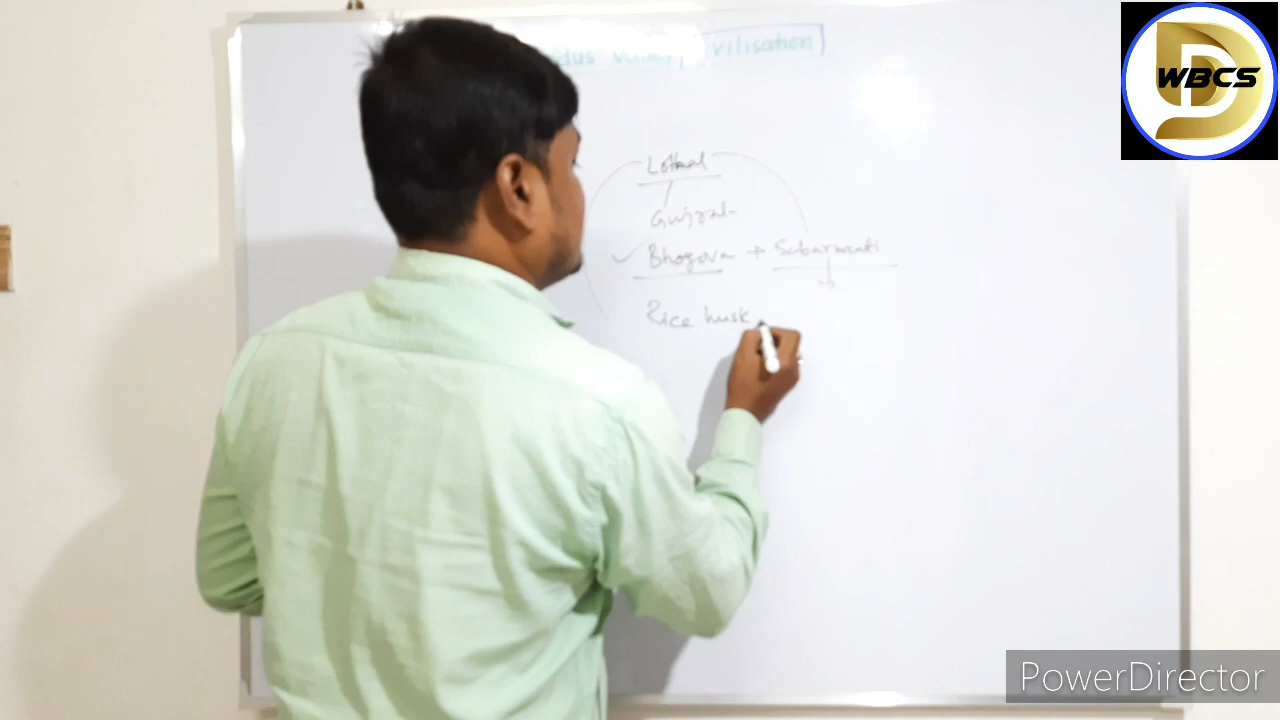 WBCS
vilisation
Lothal
Gujrat
Bhogova + Sabarmati
Rice husk
PowerDirector